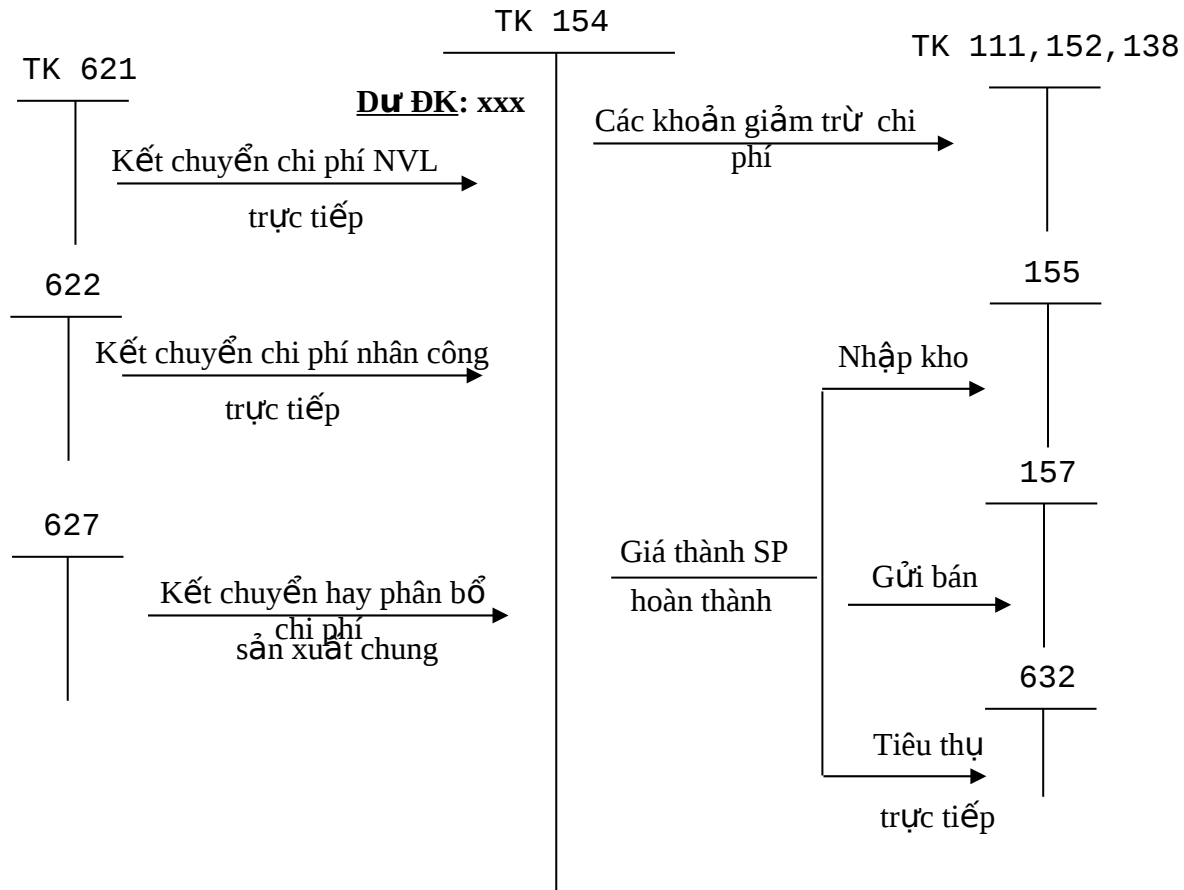 TK 154
TK 111,152,138
TK 621
Dư ĐK: xxx
Các khoản giảm trừ chi
phí
Kết chuyển chi phí NVL
trực tiếp
155
622
Kết chuyển chi phí nhân công
trực tiếp
Nhập kho
157
627
Giá thành SP
hoàn thành
Gửi bán
Kết chuyển hay phân bổ
chi phí
sản xuất chung
632
Tiêu thụ
trực tiếp